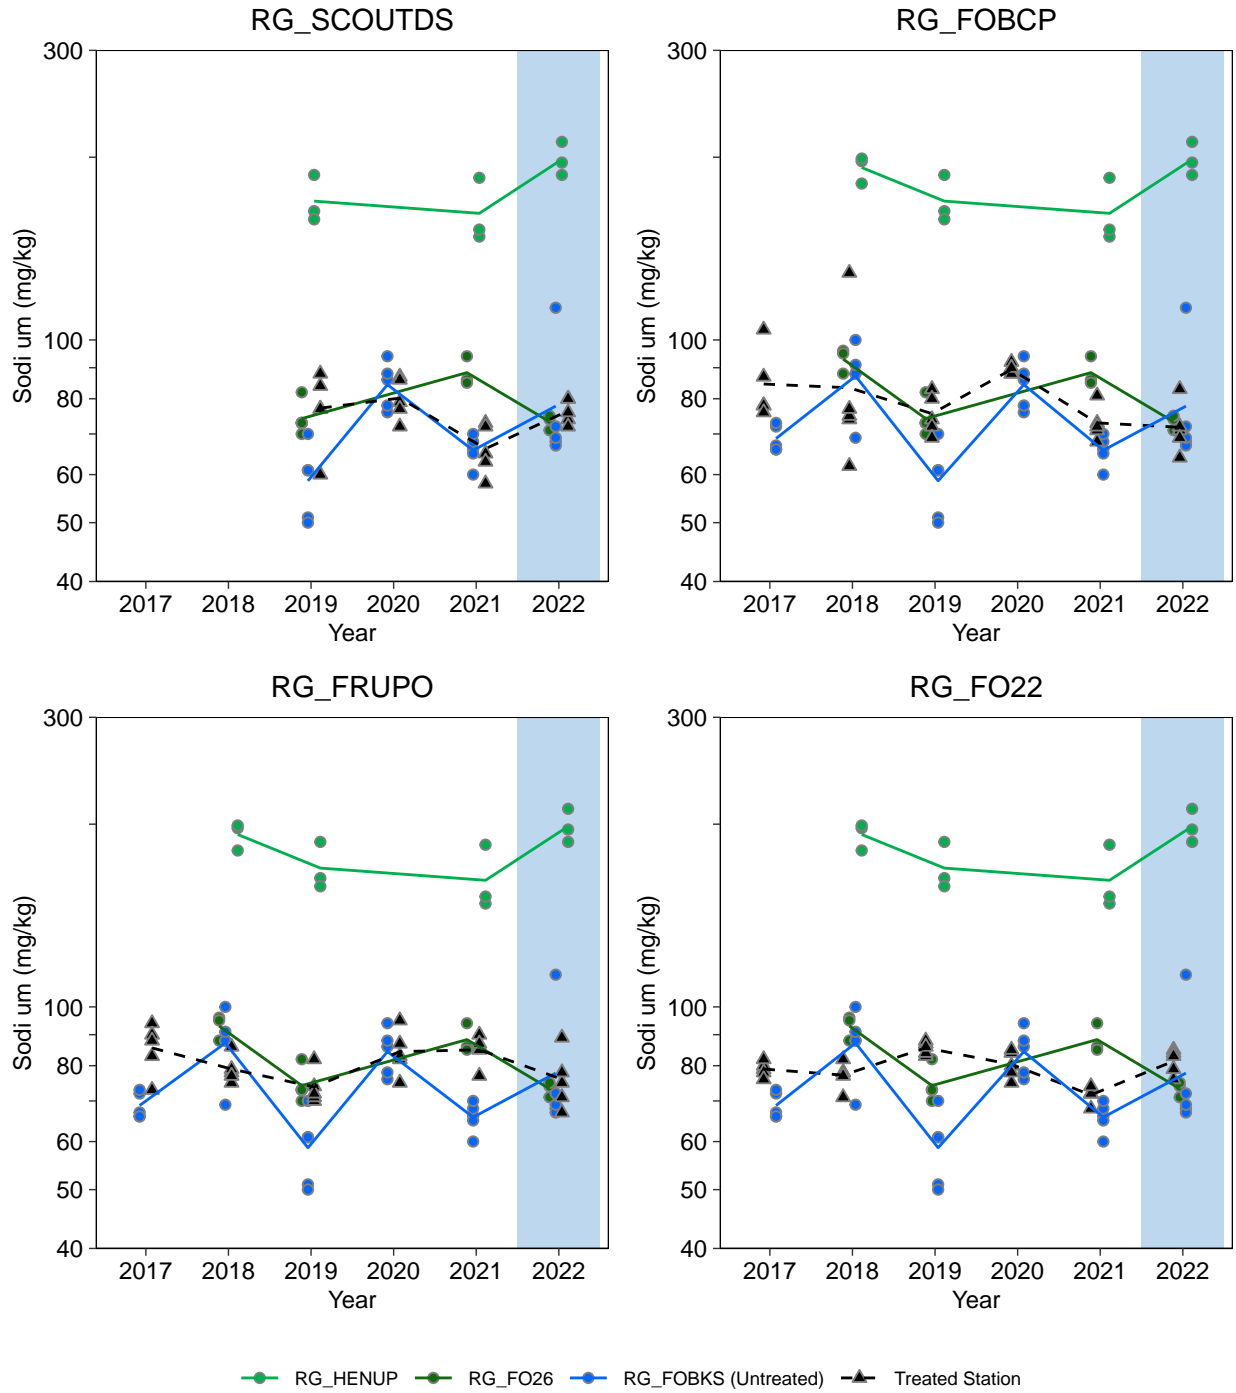 RG_SCOUTDS
300
100
80
60
50
40
Sodi um (mg/kg)
2017 2018 2019 2020 2021 2022
Year
RG_FOBCP
300
100
80
60
50
40
Sodi um (mg/kg)
2017 2018 2019 2020 2021 2022
Year
RG_FRUPO
300
100
80
60
50
40
Sodi um (mg/kg)
2017 2018 2019 2020 2021 2022
Year
RG_FO22
300
100
80
60
50
40
Sodi um (mg/kg)
2017 2018 2019 2020 2021 2022
Year
RG_HENUP RG_FO26 RG_FOBKS (Untreated) Treated Station